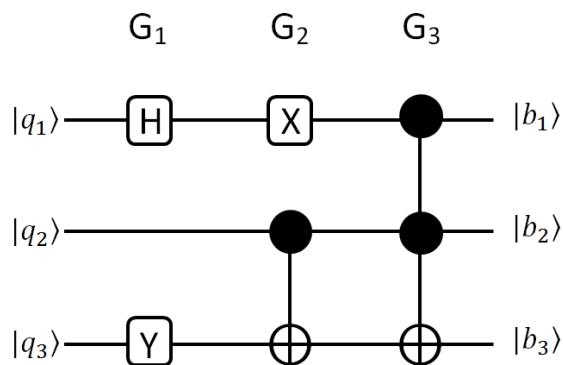 G₁ G₂ G₃
|q₁⟩ H X |b₁⟩
|q₂⟩ |b₂⟩
|q₃⟩ Y |b₃⟩